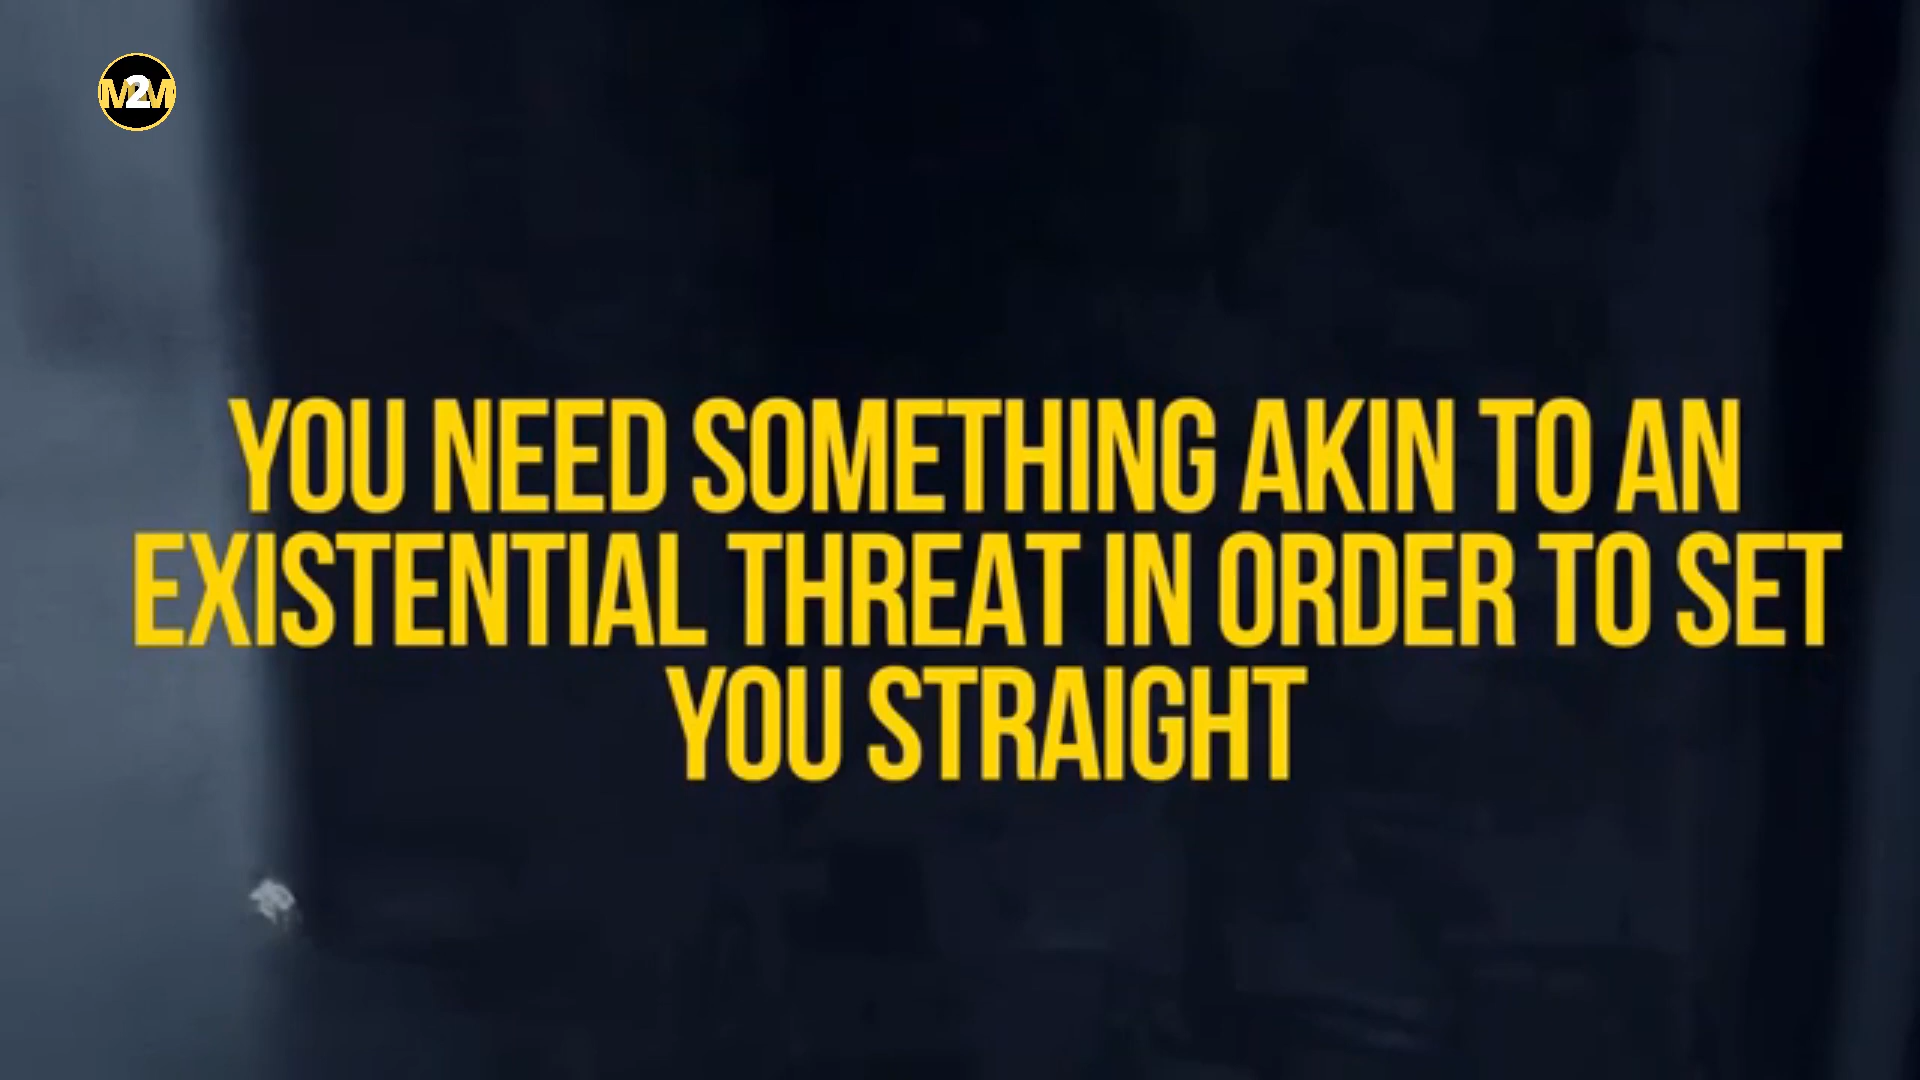 M2M
YOU NEED SOMETHING AKIN TO AN
EXISTENTIAL THREAT IN ORDER TO SET
YOU STRAIGHT